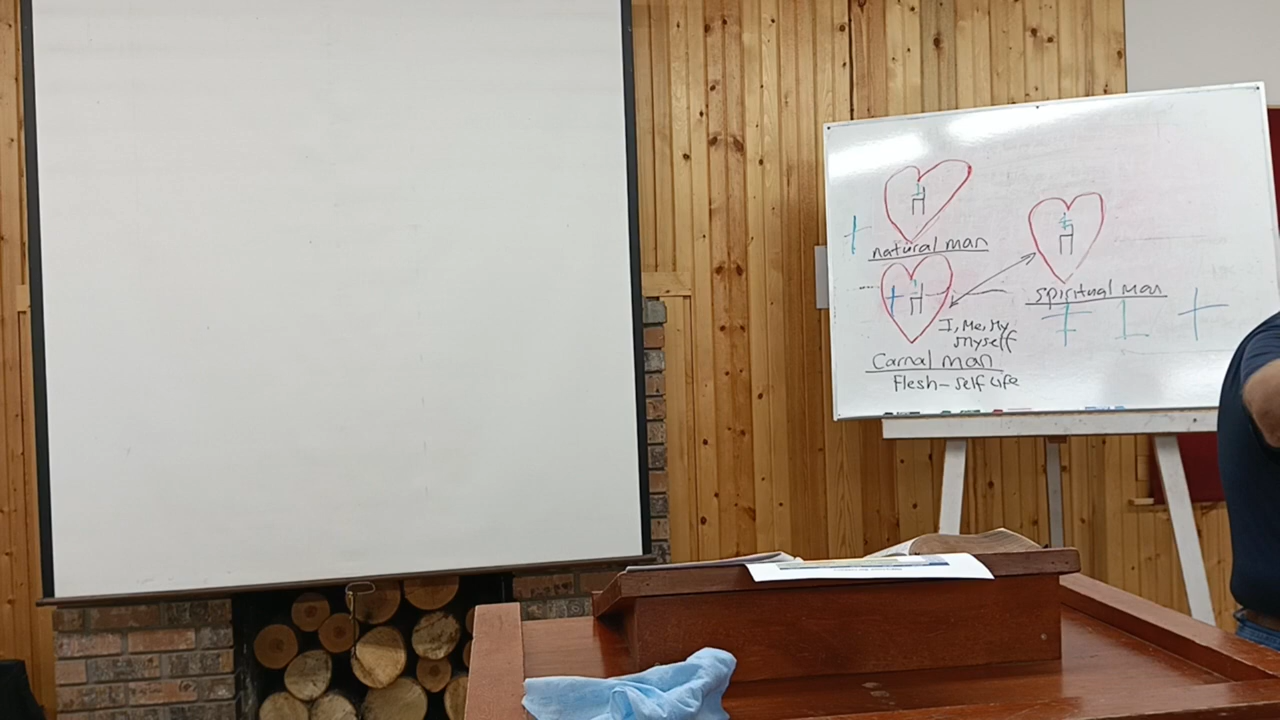 natural man
spiritual man
I, Me, My
Myself
Carnal man
Flesh - Self Life